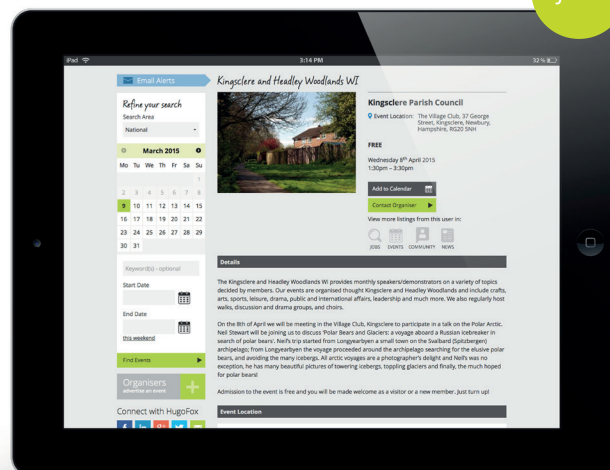 iPad
3:14 PM
32 %
Email Alerts
Refine your search
Search Area
National
March 2015
Mo Tu We Th Fr Sa Su
1
2 3 4 5 6 7 8
9 10 11 12 13 14 15
16 17 18 19 20 21 22
23 24 25 26 27 28 29
30 31
Keyword(s) - optional
Start Date
End Date
this weekend
Find Events
Organisers
advertise an event
Connect with HugoFox
Kingsclere and Headley Woodlands WI
Kingsclere Parish Council
Event Location: The Village Club, 37 George
Street, Kingsclere, Newbury,
Hampshire, RG20 5NH
FREE
Wednesday 8th April 2015
1:30pm – 3:30pm
Add to Calendar
Contact Organiser
View more listings from this user in:
JOBS EVENTS COMMUNITY NEWS
Details
The Kingsclere and Headley Woodlands WI provides monthly speakers/demonstrators on a variety of topics
decided by members. Our events are organised thought Kingsclere and Headley Woodlands and include crafts,
arts, sports, leisure, drama, public and international affairs, leadership and much more. We also regularly host
walks, discussion and drama groups, and choirs.
On the 8th of April we will be meeting in the Village Club, Kingsclere to participate in a talk on the Polar Arctic.
Neil Stewart will be joining us to discuss 'Polar Bears and Glaciers: a voyage aboard a Russian Icebreaker in
search of polar bears'. Neil's trip started from Longyearbyen a small town on the Svalbard (Spitzbergen)
archipelago; from Longyearbyen the voyage proceeded around the archipelago searching for the elusive polar
bears, and avoiding the many icebergs. All arctic voyages are a photographer's delight and Neil's was no
exception, he has many beautiful pictures of towering icebergs, toppling glaciers and finally, the much hoped
for polar bears!
Admission to the event is free and you will be made welcome as a visitor or a new member. Just turn up!
Event Location